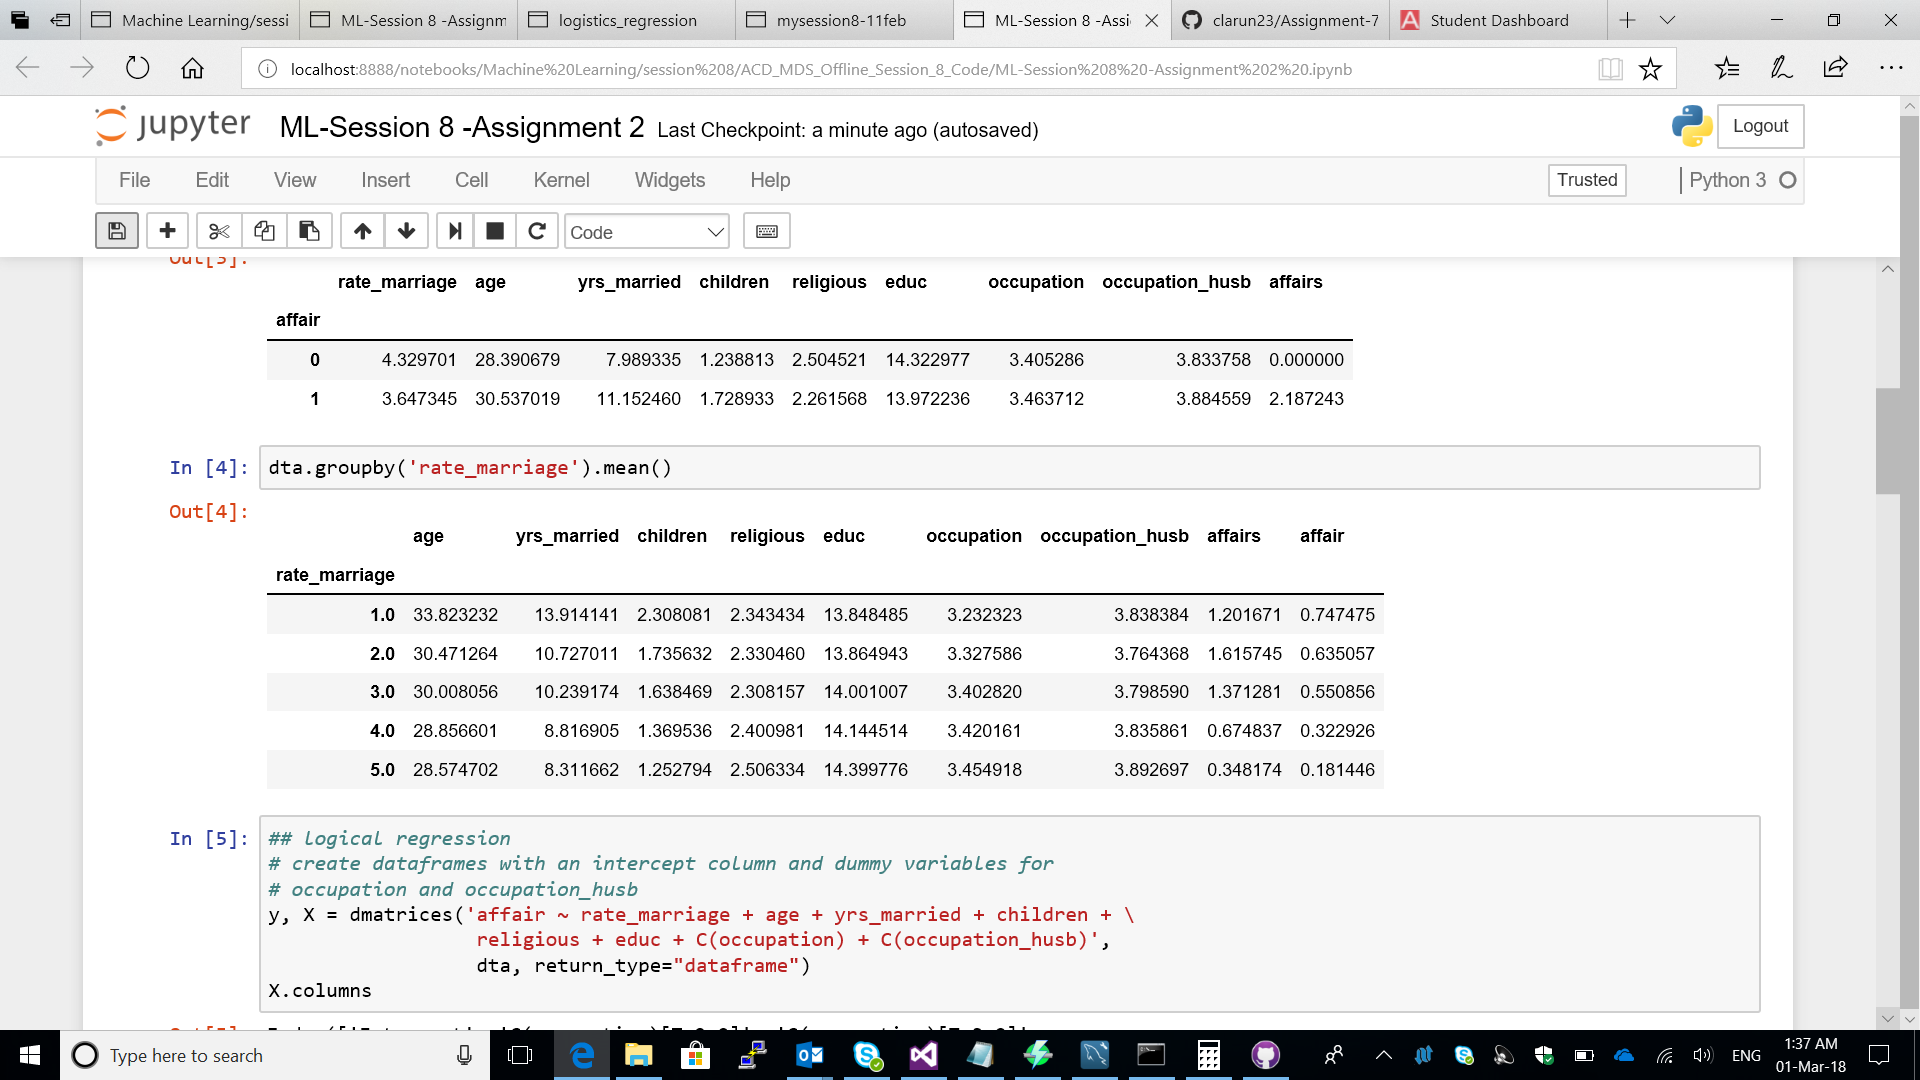 Machine Learning/sessi
ML-Session 8 -Assignm
logistics_regression
mysession8-11feb
ML-Session 8 -Assi
clarun23/Assignment-7
A Student Dashboard
localhost:8888/notebooks/Machine%20Learning/session%208/ACD_MDS_Offline_Session_8_Code/ML-Session%208%20-Assignment%202%20.ipynb
jupyter ML-Session 8 -Assignment 2 Last Checkpoint: a minute ago (autosaved)
Logout
File Edit View Insert Cell Kernel Widgets Help
Trusted
Python 3
Code
Out[3]:
rate_marriage age yrs_married children religious educ occupation occupation_husb affairs
affair
0 4.329701 28.390679 7.989335 1.238813 2.504521 14.322977 3.405286 3.833758 0.000000
1 3.647345 30.537019 11.152460 1.728933 2.261568 13.972236 3.463712 3.884559 2.187243
In [4]: dta.groupby('rate_marriage').mean()
Out[4]:
age yrs_married children religious educ occupation occupation_husb affairs affair
rate_marriage
1.0 33.823232 13.914141 2.308081 2.343434 13.848485 3.232323 3.838384 1.201671 0.747475
2.0 30.471264 10.727011 1.735632 2.330460 13.864943 3.327586 3.764368 1.615745 0.635057
3.0 30.008056 10.239174 1.638469 2.308157 14.001007 3.402820 3.798590 1.371281 0.550856
4.0 28.856601 8.816905 1.369536 2.400981 14.144514 3.420161 3.835861 0.674837 0.322926
5.0 28.574702 8.311662 1.252794 2.506334 14.399776 3.454918 3.892697 0.348174 0.181446
In [5]: ## logical regression
# create dataframes with an intercept column and dummy variables for
# occupation and occupation_husb
y, X = dmatrices('affair ~ rate_marriage + age + yrs_married + children + \
religious + educ + C(occupation) + C(occupation_husb)',
dta, return_type="dataframe")
X.columns
Type here to search
ENG
1:37 AM
01-Mar-18